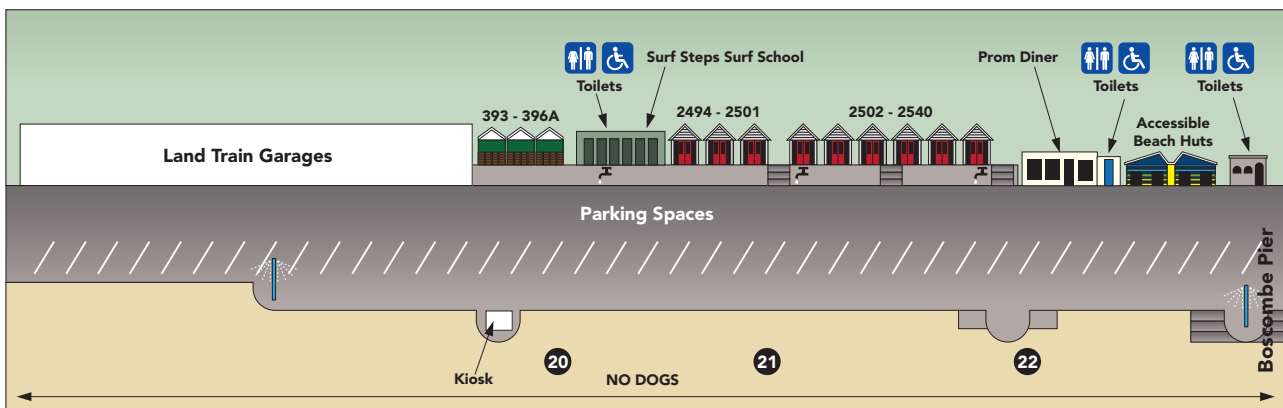 Surf Steps Surf School
Prom Diner
Toilets
Toilets
Toilets
393 - 396A
2494 - 2501
2502 - 2540
Accessible
Beach Huts
Land Train Garages
Parking Spaces
Boscombe Pier
20
21
22
Kiosk
NO DOGS